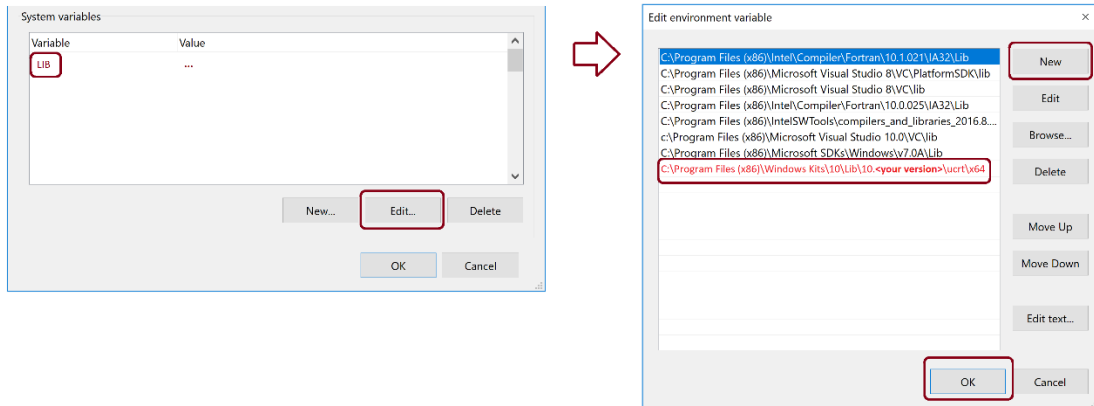 System variables
Variable Value
LIB ...
New... Edit... Delete
OK Cancel
Edit environment variable
C:\Program Files (x86)\Intel\Compiler\Fortran\10.1.021\IA32\Lib
C:\Program Files (x86)\Microsoft Visual Studio 8\VC\PlatformSDK\lib
C:\Program Files (x86)\Microsoft Visual Studio 8\VC\lib
C:\Program Files (x86)\Intel\Compiler\Fortran\10.0.025\IA32\Lib
C:\Program Files (x86)\IntelSWTools\compilers_and_libraries_2016.8....
c:\Program Files (x86)\Microsoft Visual Studio 10.0\VC\lib
C:\Program Files (x86)\Microsoft SDKs\Windows\v7.0A\Lib
C:\Program Files (x86)\Windows Kits\10\Lib\10.<your version>\ucrt\x64
New
Edit
Browse...
Delete
Move Up
Move Down
Edit text...
OK Cancel